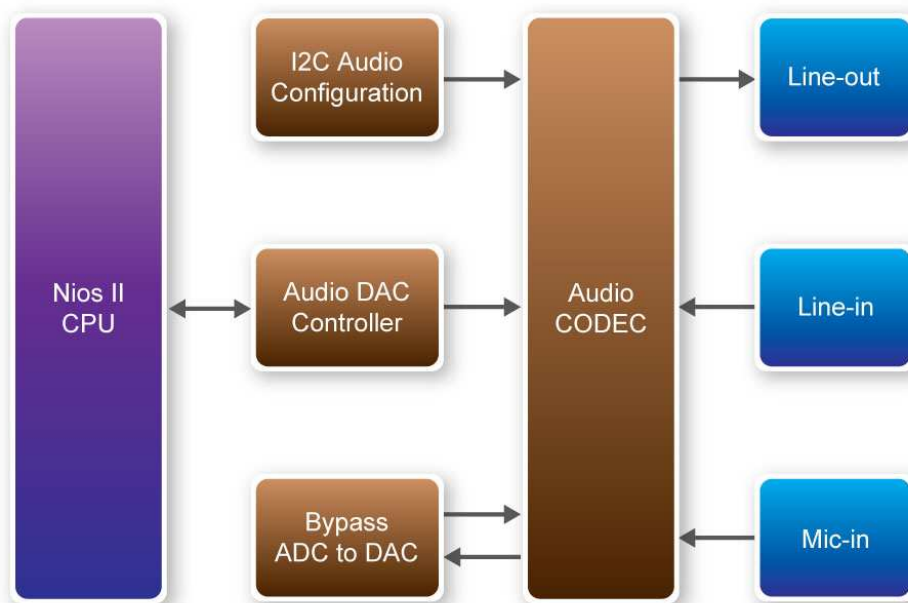 I2C Audio
Configuration
Line-out
Nios II
CPU
Audio DAC
Controller
Audio
CODEC
Line-in
Bypass
ADC to DAC
Mic-in